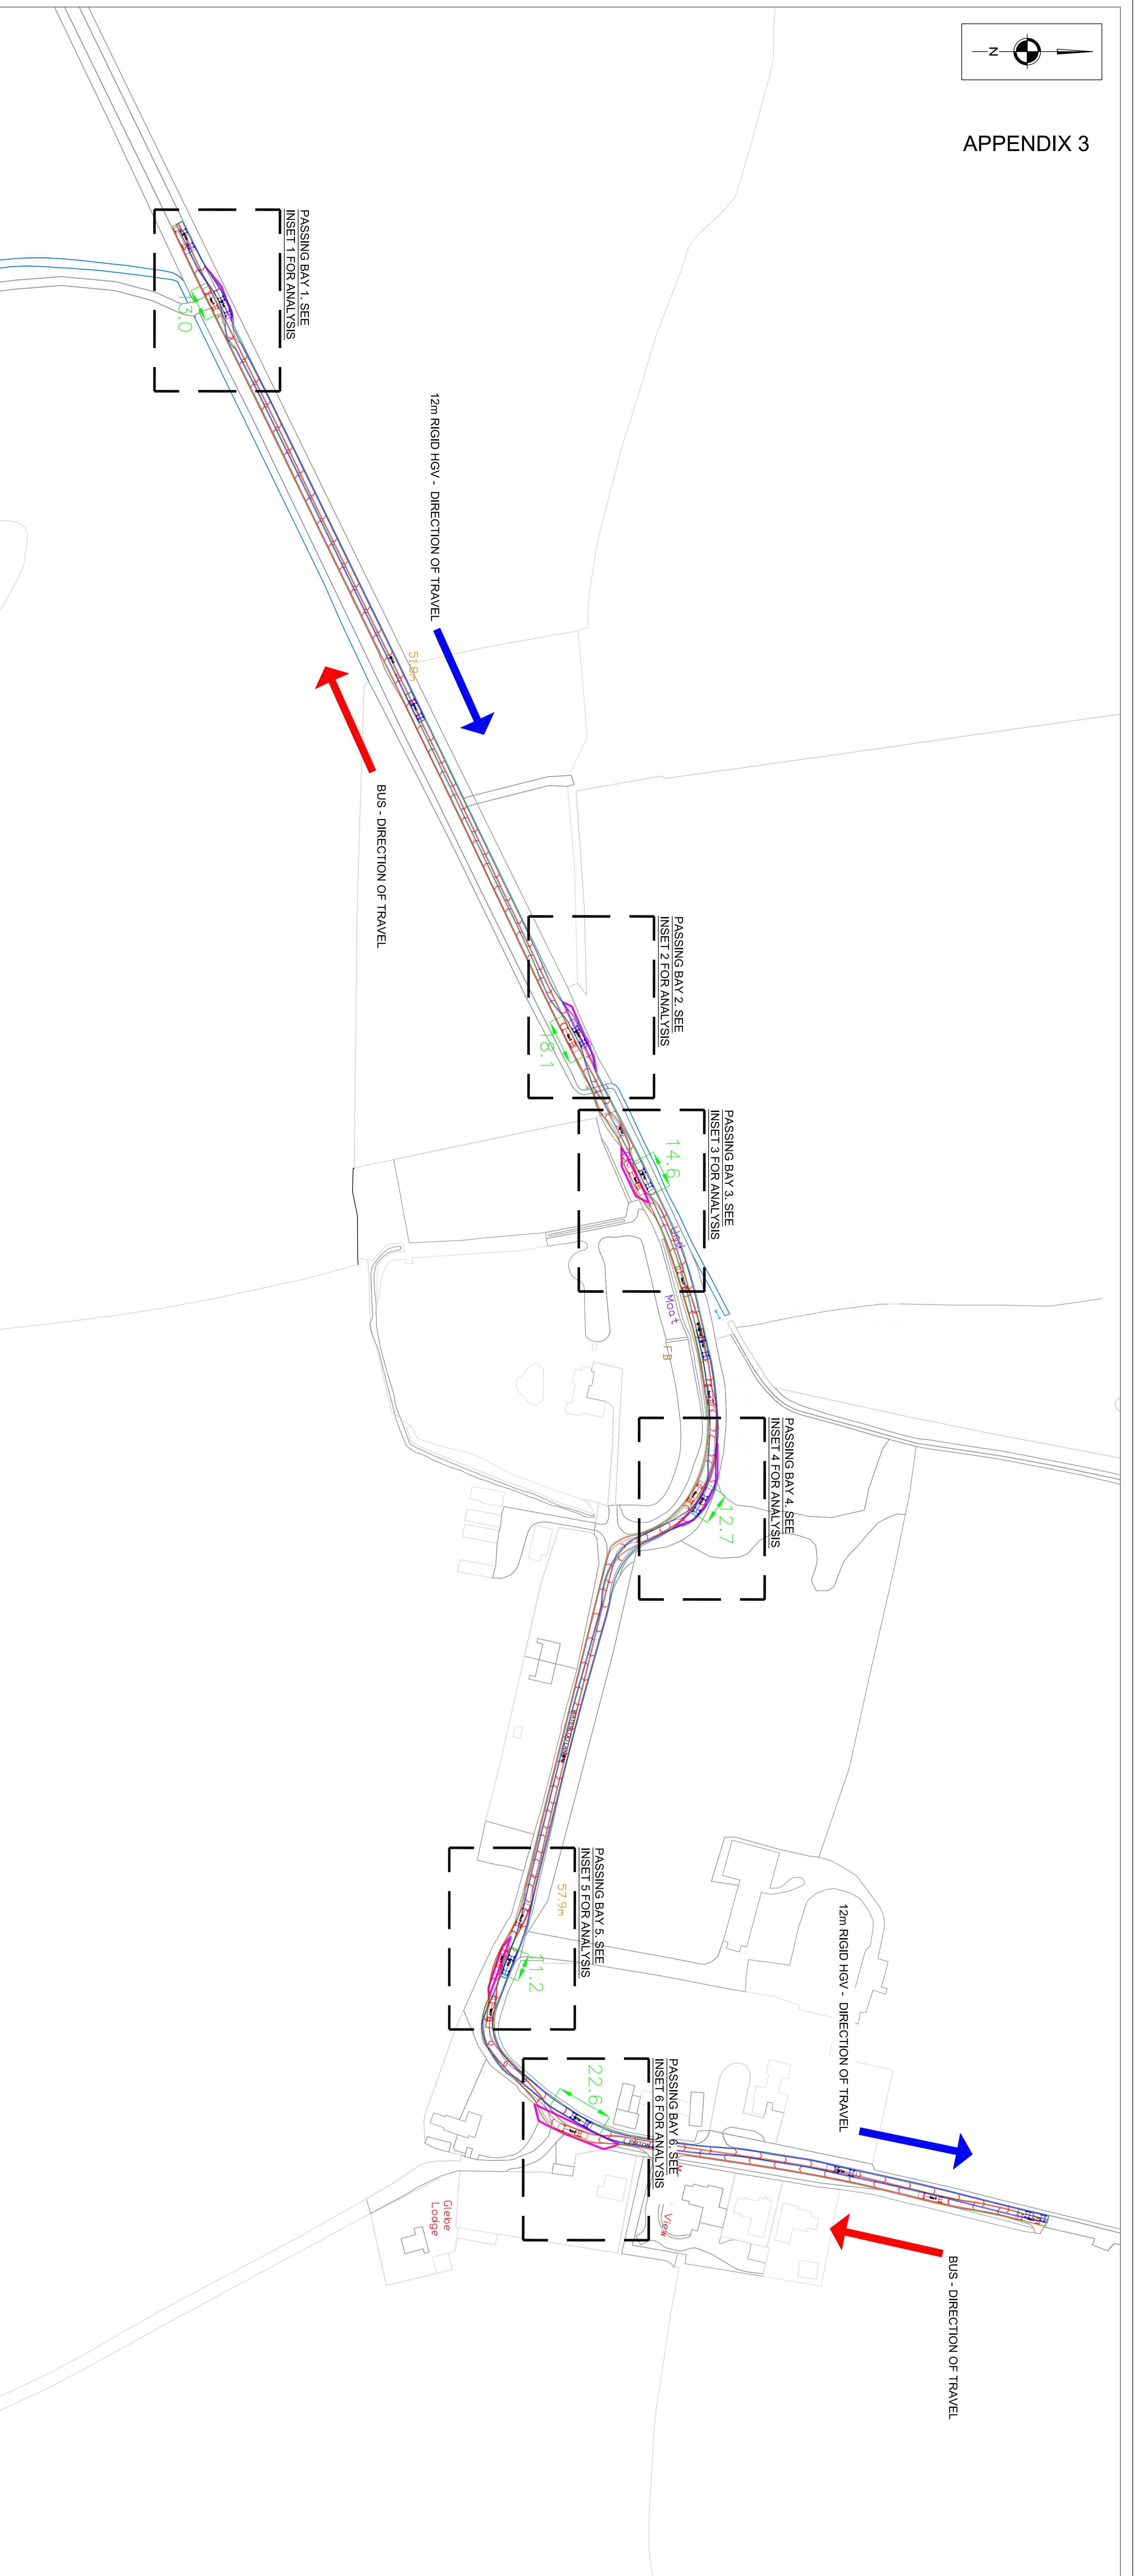 N
APPENDIX 3
PASSING BAY 1. SEE
INSET 1 FOR ANALYSIS
13.0
12m RIGID HGV - DIRECTION OF TRAVEL
51.8m
BUS - DIRECTION OF TRAVEL
PASSING BAY 2. SEE
INSET 2 FOR ANALYSIS
18.1
PASSING BAY 3. SEE
INSET 3 FOR ANALYSIS
14.6
Und
Moat
FB
PASSING BAY 4. SEE
INSET 4 FOR ANALYSIS
12.7
PASSING BAY 5. SEE
INSET 5 FOR ANALYSIS
57.9m
11.2
12m RIGID HGV - DIRECTION OF TRAVEL
PASSING BAY 6. SEE
INSET 6 FOR ANALYSIS
22.6
View
Glebe
Lodge
BUS - DIRECTION OF TRAVEL